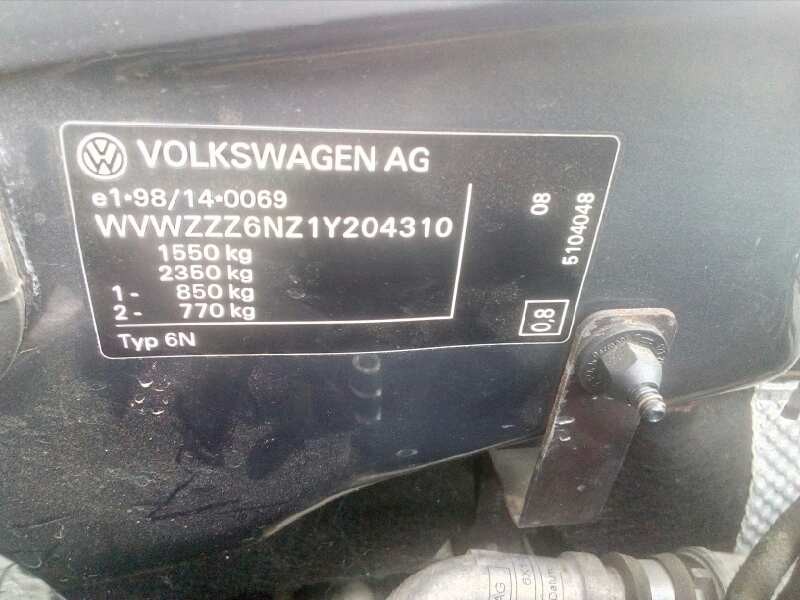 VOLKSWAGEN AG
e1*98/14*0069
WVWZZZ6NZ1Y204310
1550 kg
2350 kg
1- 850 kg
2- 770 kg
Typ 6N
08
5104048
0,8
AG